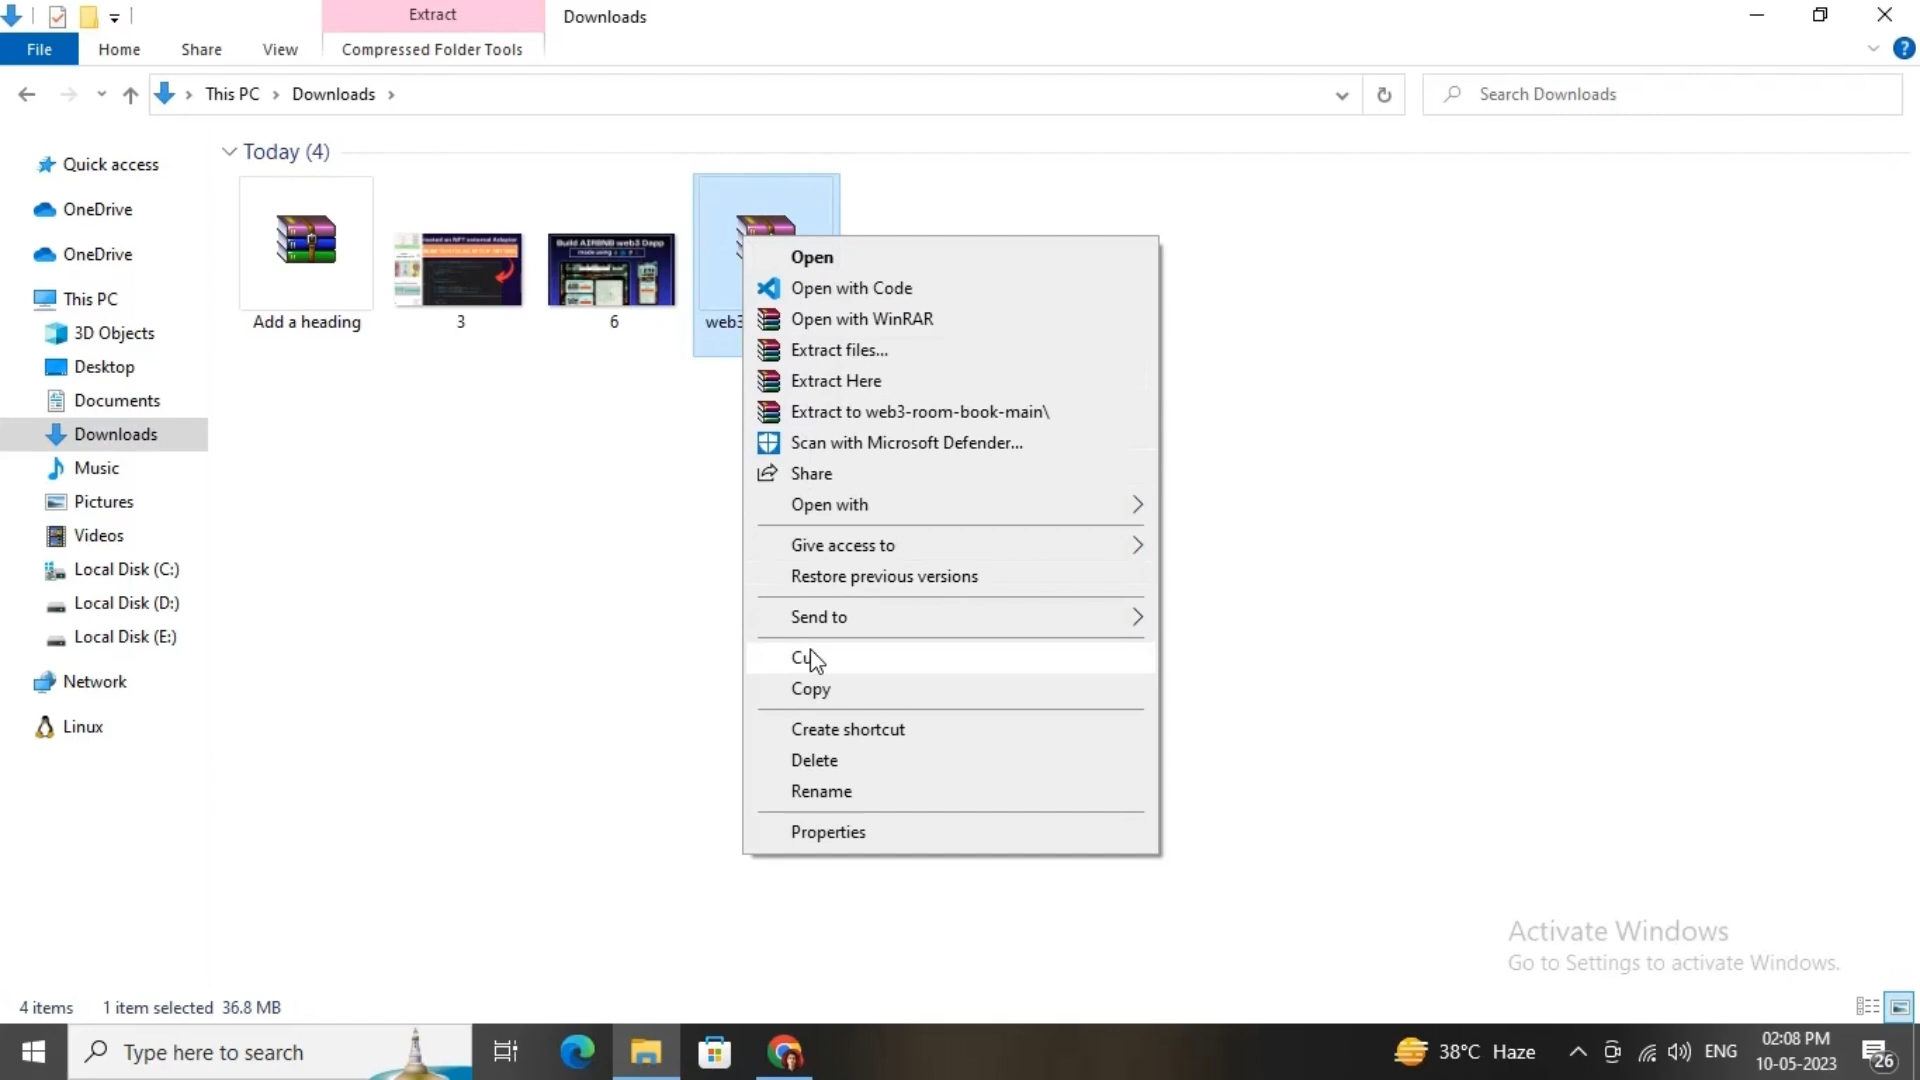 Extract
Downloads
File
Home
Share
View
Compressed Folder Tools
This PC
Downloads
Search Downloads
Quick access
OneDrive
OneDrive
This PC
3D Objects
Desktop
Documents
Downloads
Music
Pictures
Videos
Local Disk (C:)
Local Disk (D:)
Local Disk (E:)
Network
Linux
Today (4)
Build AIRBNB web3 Dapp
Add a heading
3
6
web3
Open
Open with Code
Open with WinRAR
Extract files...
Extract Here
Extract to web3-room-book-main\
Scan with Microsoft Defender...
Share
Open with
Give access to
Restore previous versions
Send to
Copy
Create shortcut
Delete
Rename
Properties
Activate Windows
Go to Settings to activate Windows.
4 items
1 item selected 36.8 MB
Type here to search
38°C Haze
ENG
02:08 PM
10-05-2023
26